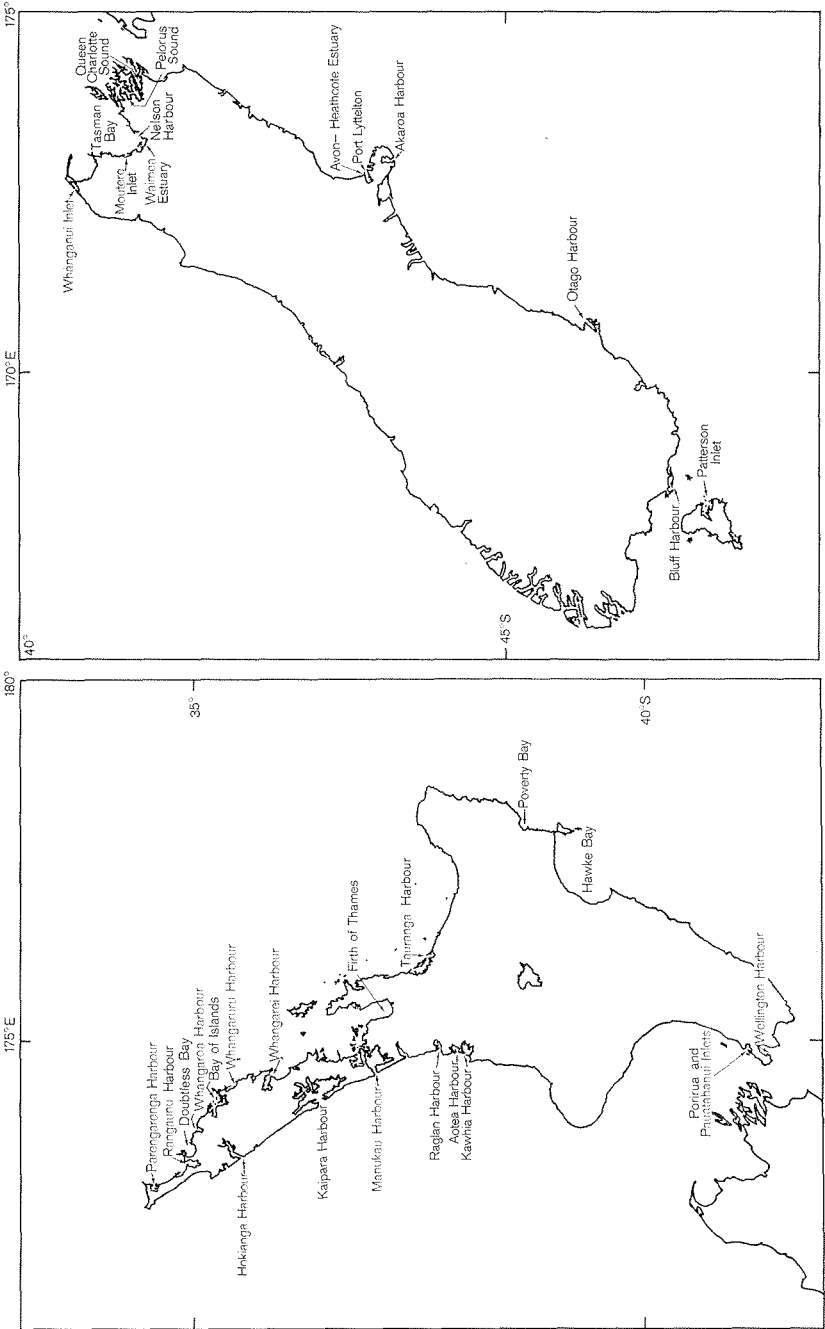 175°
170°E
40°
45°S
Whanganui Inlet
Tasman
Bay
Queen
Charlotte
Sound
Pelorus
Sound
Nelson
Harbour
Moutere
Inlet
Waimea
Estuary
Avon-Heathcote Estuary
Port Lyttelton
Akaroa Harbour
Otago Harbour
Bluff Harbour
Patterson
Inlet
180°
175°E
35°
40°S
Parengarenga Harbour
Rangaunu Harbour
Doubtless Bay
Whangaroa Harbour
Bay of Islands
Whangaruru Harbour
Whangarei Harbour
Hokianga Harbour
Kaipara Harbour
Manukau Harbour
Firth of Thames
Tauranga Harbour
Raglan Harbour
Aotea Harbour
Kawhia Harbour
Poverty Bay
Hawke Bay
Porirua and
Pauatahanui Inlets
Wellington Harbour